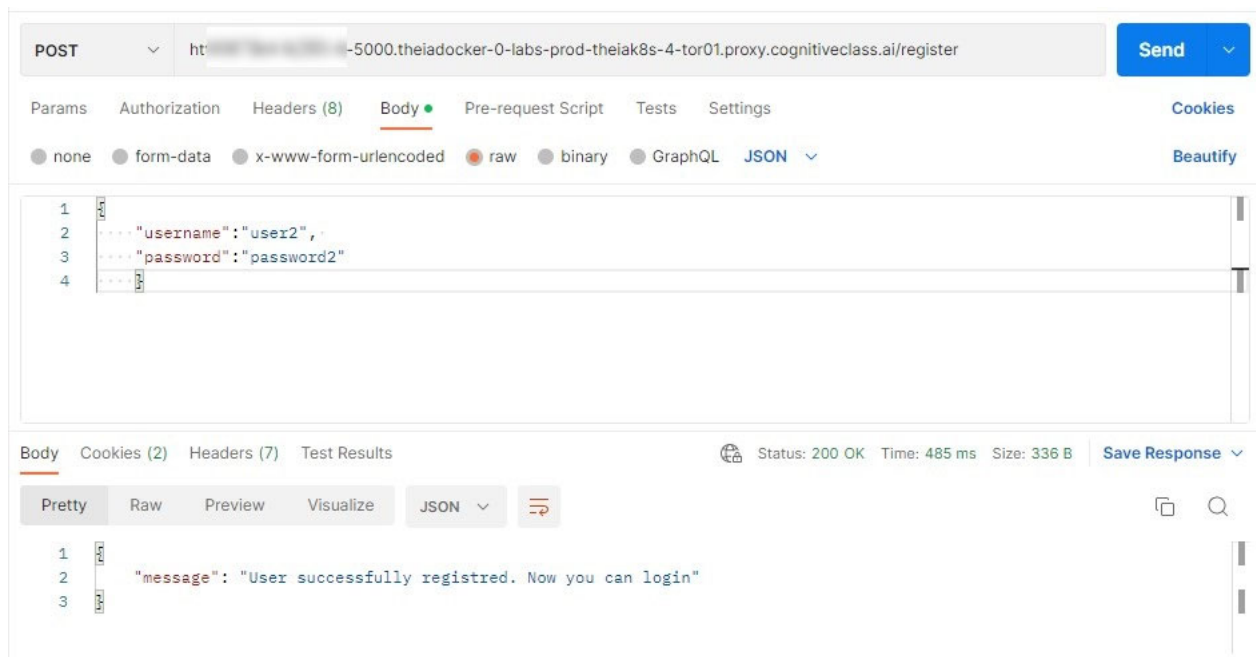 POST ht -5000.theiadocker-0-labs-prod-theiak8s-4-tor01.proxy.cognitiveclass.ai/register Send
Params Authorization Headers (8) Body Pre-request Script Tests Settings Cookies
none form-data x-www-form-urlencoded raw binary GraphQL JSON Beautify
1 {
2 "username":"user2",
3 "password":"password2"
4 }
Body Cookies (2) Headers (7) Test Results Status: 200 OK Time: 485 ms Size: 336 B Save Response
Pretty Raw Preview Visualize JSON
1 {
2 "message": "User successfully registred. Now you can login"
3 }